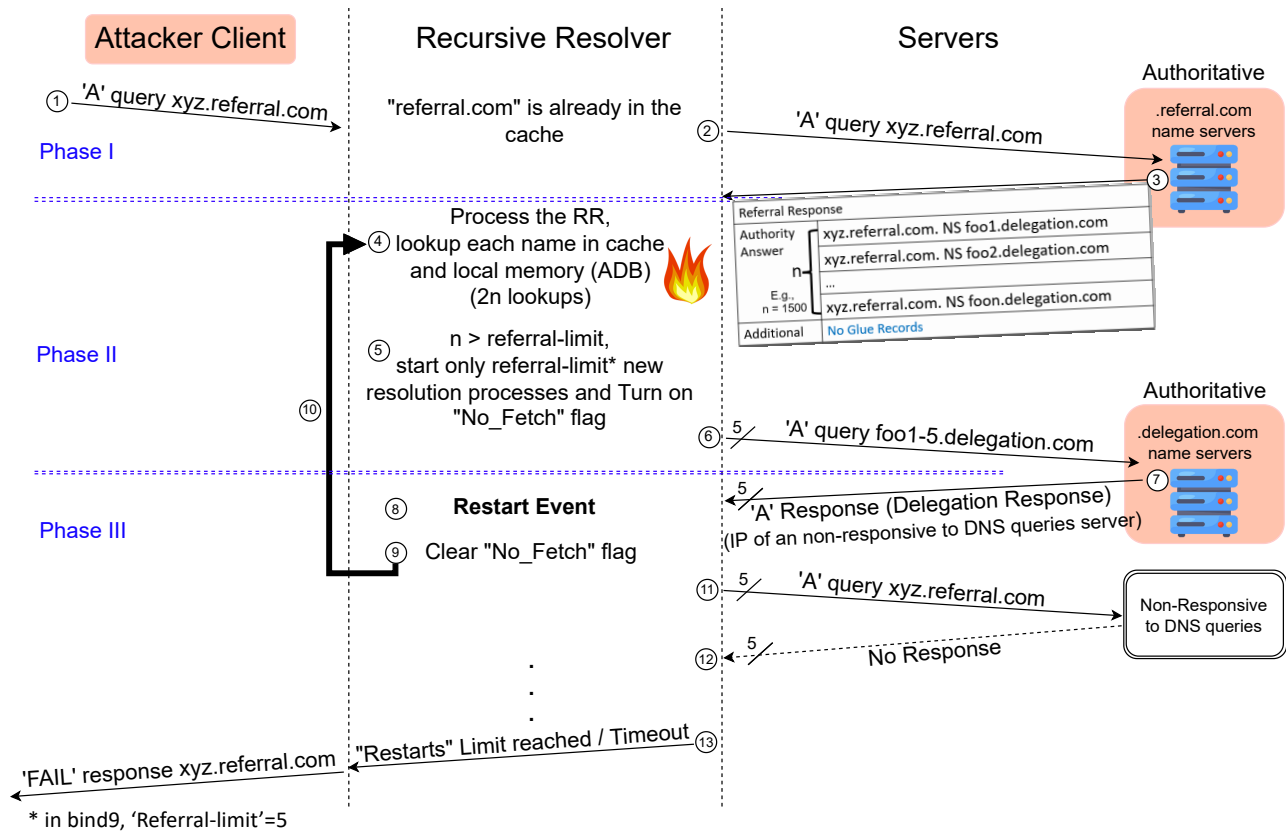 Attacker Client
Recursive Resolver
Servers
Authoritative
.referral.com
name servers
1
'A' query xyz.referral.com
"referral.com" is already in the
cache
2
'A' query xyz.referral.com
3
Phase I
Referral Response
Authority
Answer
n
E.g.,
n = 1500
xyz.referral.com. NS foo1.delegation.com
xyz.referral.com. NS foo2.delegation.com
...
xyz.referral.com. NS foon.delegation.com
Additional
No Glue Records
4
Process the RR,
lookup each name in cache
and local memory (ADB)
(2n lookups)
Phase II
5
n > referral-limit,
start only referral-limit* new
resolution processes and Turn on
"No_Fetch" flag
10
Authoritative
.delegation.com
name servers
6
5
'A' query foo1-5.delegation.com
7
5
'A' Response (Delegation Response)
(IP of an non-responsive to DNS queries server)
Phase III
8
Restart Event
9
Clear "No_Fetch" flag
11
5
'A' query xyz.referral.com
Non-Responsive
to DNS queries
12
5
No Response
.
.
.
13
"Restarts" Limit reached / Timeout
'FAIL' response xyz.referral.com
* in bind9, ‘Referral-limit’=5